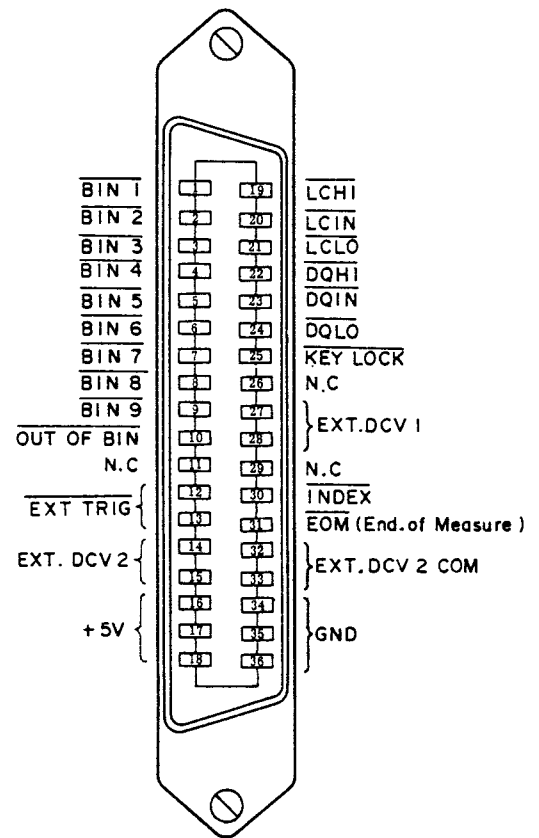 BIN 1 1 19 LCHI
BIN 2 2 20 LCIN
BIN 3 3 21 LCLO
BIN 4 4 22 DQHI
BIN 5 5 23 DQIN
BIN 6 6 24 DQLO
BIN 7 7 25 KEY LOCK
BIN 8 8 26 N.C
BIN 9 9 27
EXT.DCV 1
OUT OF BIN 10 28
N.C 11 29 N.C
12 30 INDEX
EXT TRIG
13 31 EOM (End.of Measure)
14 32
EXT. DCV 2 EXT.DCV 2 COM
15 33
16 34
+5V 17 35 GND
18 36